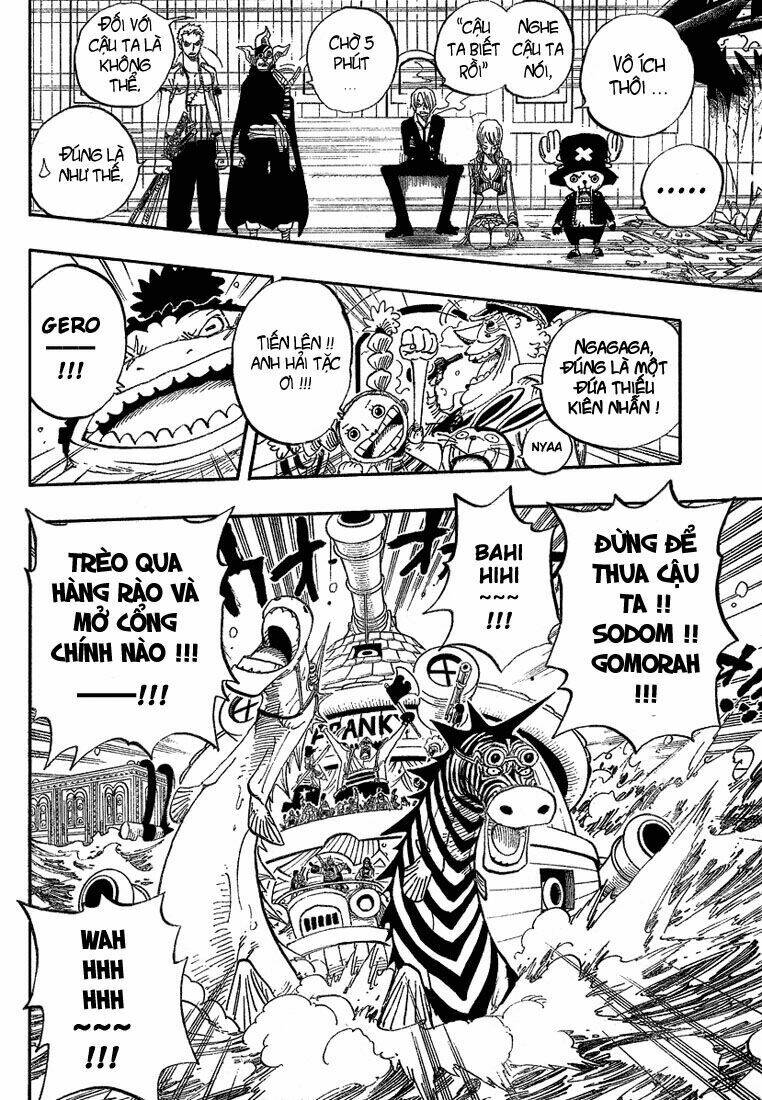 VÔ ÍCH
THÔI ...
.....
NGHE
CẬU TA
NÓI,
"CẬU
TA BIẾT
RỒI"
CHỜ 5
PHÚT
...
ĐỐI VỚI
CẬU TA LÀ
KHÔNG
THỂ.
ĐÚNG LÀ
NHƯ THẾ.
NGAGAGA,
ĐÚNG LÀ MỘT
ĐỨA THIẾU
KIÊN NHẪN !
NYAA
TIẾN LÊN !!
ANH HẢI TẶC
ƠI !!!
GERO
———
!!!
ĐỪNG ĐỂ
THUA CẬU
TA !!
SODOM !!
GOMORAH
!!!
BAHI
HIHI
~~~
!!!
TRÈO QUA
HÀNG RÀO VÀ
MỞ CỔNG
CHÍNH NÀO !!!
———!!!
FRANKY
WAH
HHH
HHH
~~~
!!!